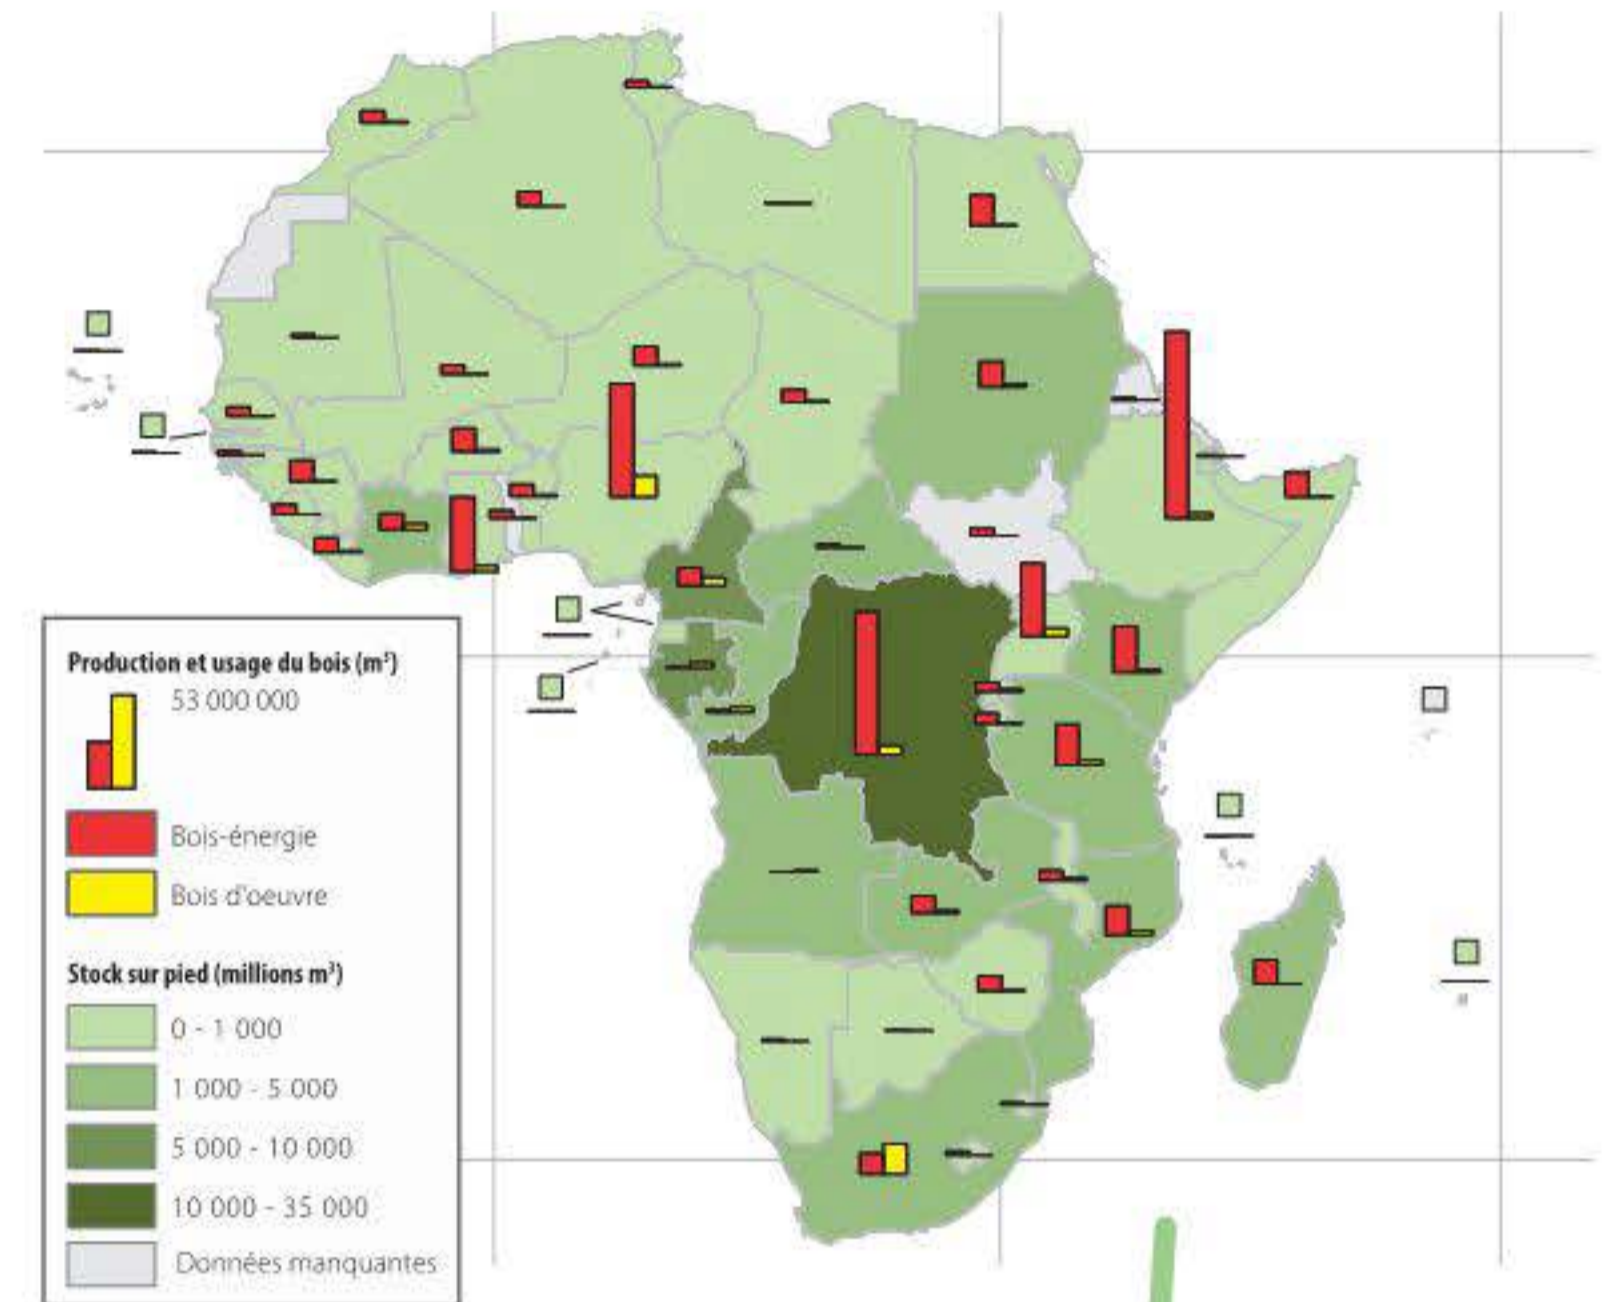 Production et usage du bois (m³)
53 000 000
Bois-énergie
Bois d'oeuvre
Stock sur pied (millions m³)
0 - 1 000
1 000 - 5 000
5 000 - 10 000
10 000 - 35 000
Données manquantes